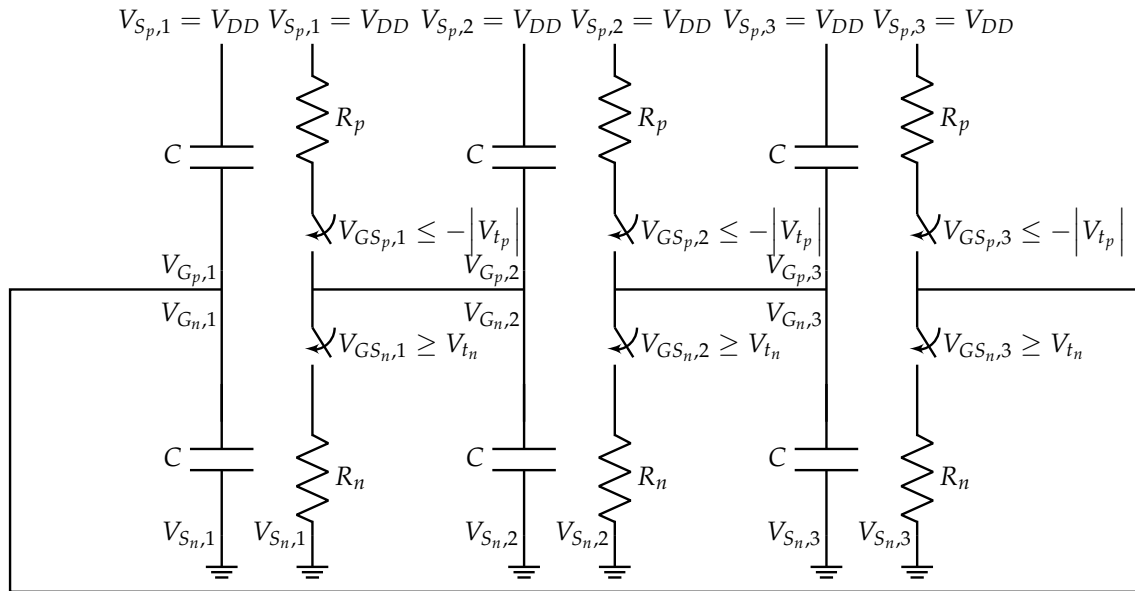 V_{S_p,1} = V_{DD} V_{S_p,1} = V_{DD} V_{S_p,2} = V_{DD} V_{S_p,2} = V_{DD} V_{S_p,3} = V_{DD} V_{S_p,3} = V_{DD}
R_p R_p R_p
C C C
V_{GS_p,1} ≤ −|V_{t_p}| V_{GS_p,2} ≤ −|V_{t_p}| V_{GS_p,3} ≤ −|V_{t_p}|
V_{G_p,1} V_{G_p,2} V_{G_p,3}
V_{G_n,1} V_{G_n,2} V_{G_n,3}
V_{GS_n,1} ≥ V_{t_n} V_{GS_n,2} ≥ V_{t_n} V_{GS_n,3} ≥ V_{t_n}
C C C
R_n R_n R_n
V_{S_n,1} V_{S_n,1} V_{S_n,2} V_{S_n,2} V_{S_n,3} V_{S_n,3}